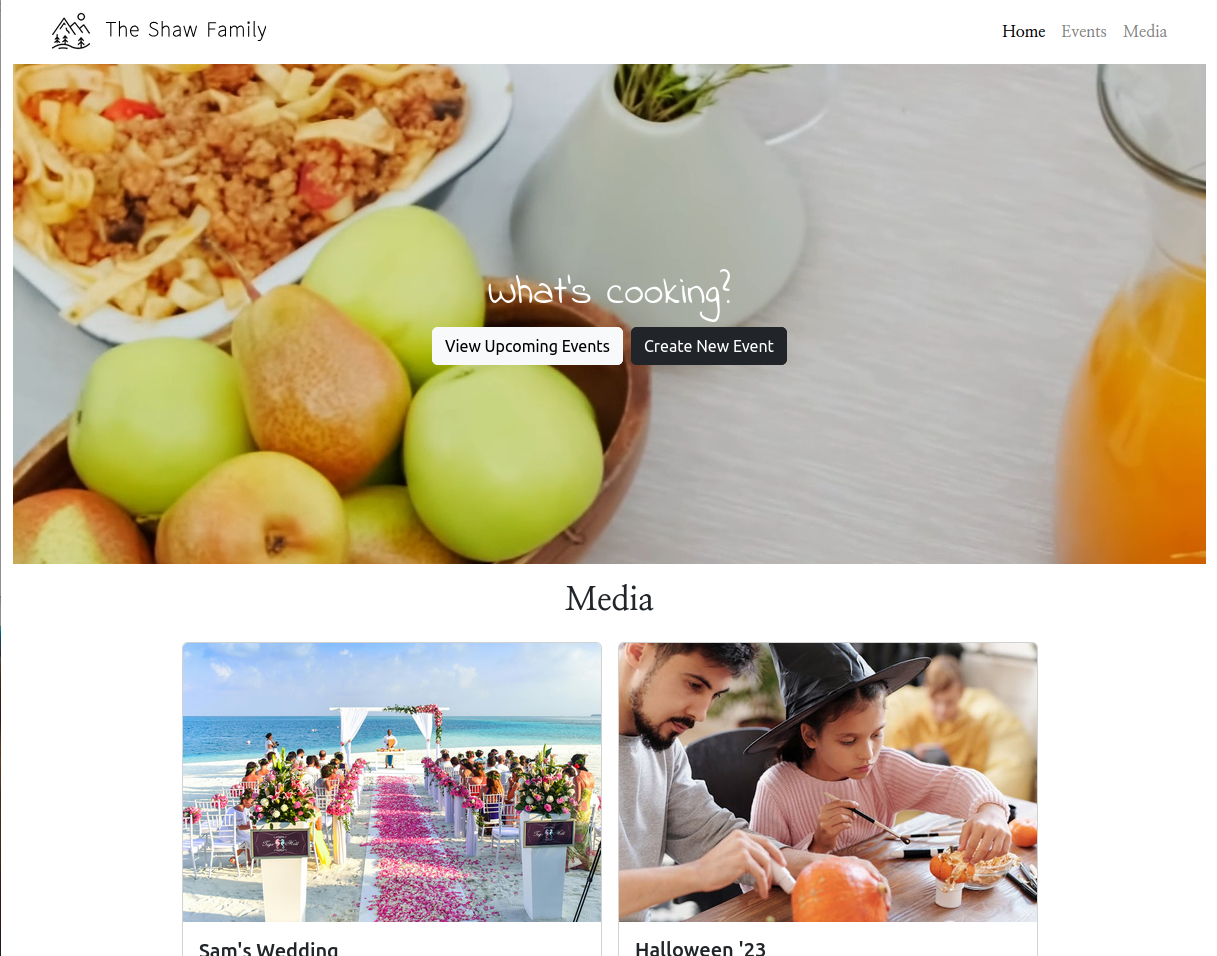 The Shaw Family
Home Events Media
what's cooking?
View Upcoming Events Create New Event
Media
Sam's Wedding
Halloween '23